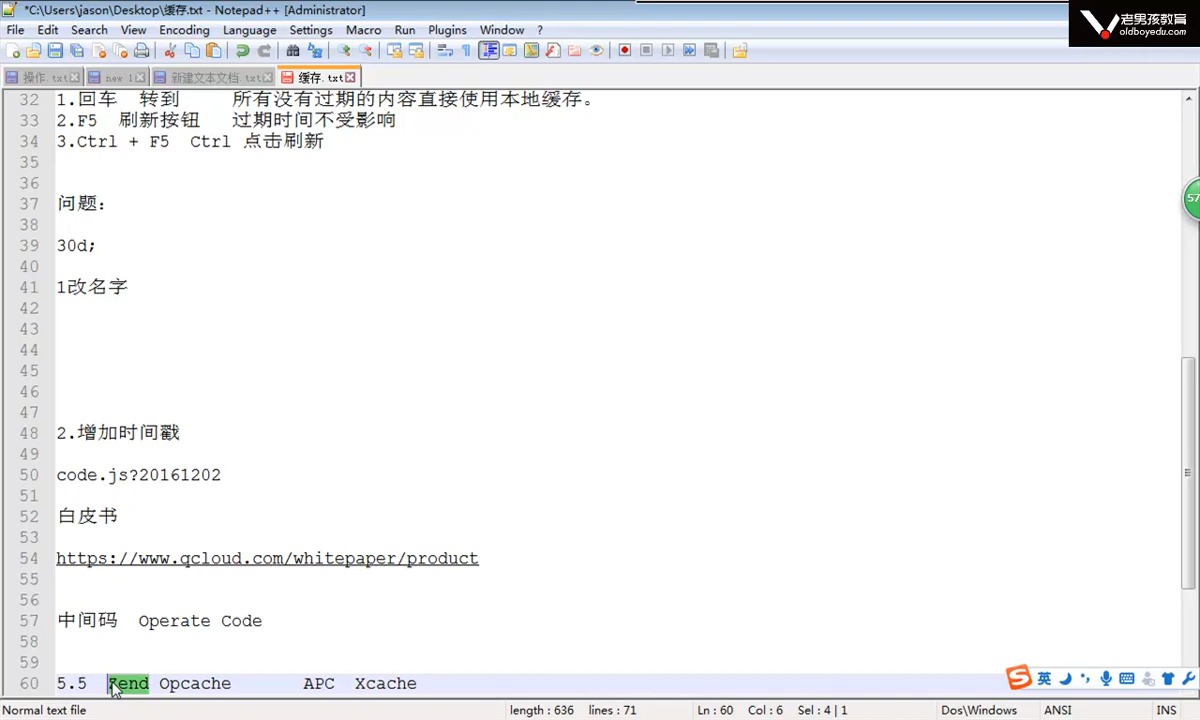 *C:\Users\jason\Desktop\缓存.txt - Notepad++ [Administrator]
File Edit Search View Encoding Language Settings Macro Run Plugins Window ?
老男孩教育
oldboyedu.com
操作.txt new 1 新建文本文档.txt 缓存.txt
32 1.回车 转到 所有没有过期的内容直接使用本地缓存。
33 2.F5 刷新按钮 过期时间不受影响
34 3.Ctrl + F5 Ctrl 点击刷新
35
36
37 问题:
38
39 30d;
40
41 1改名字
42
43
44
45
46
47
48 2.增加时间戳
49
50 code.js?20161202
51
52 白皮书
53
54 https://www.qcloud.com/whitepaper/product
55
56
57 中间码 Operate Code
58
59
60 5.5 Zend Opcache APC Xcache
57
英
Normal text file length : 636 lines : 71 Ln : 60 Col : 6 Sel : 4 | 1 Dos\Windows ANSI INS